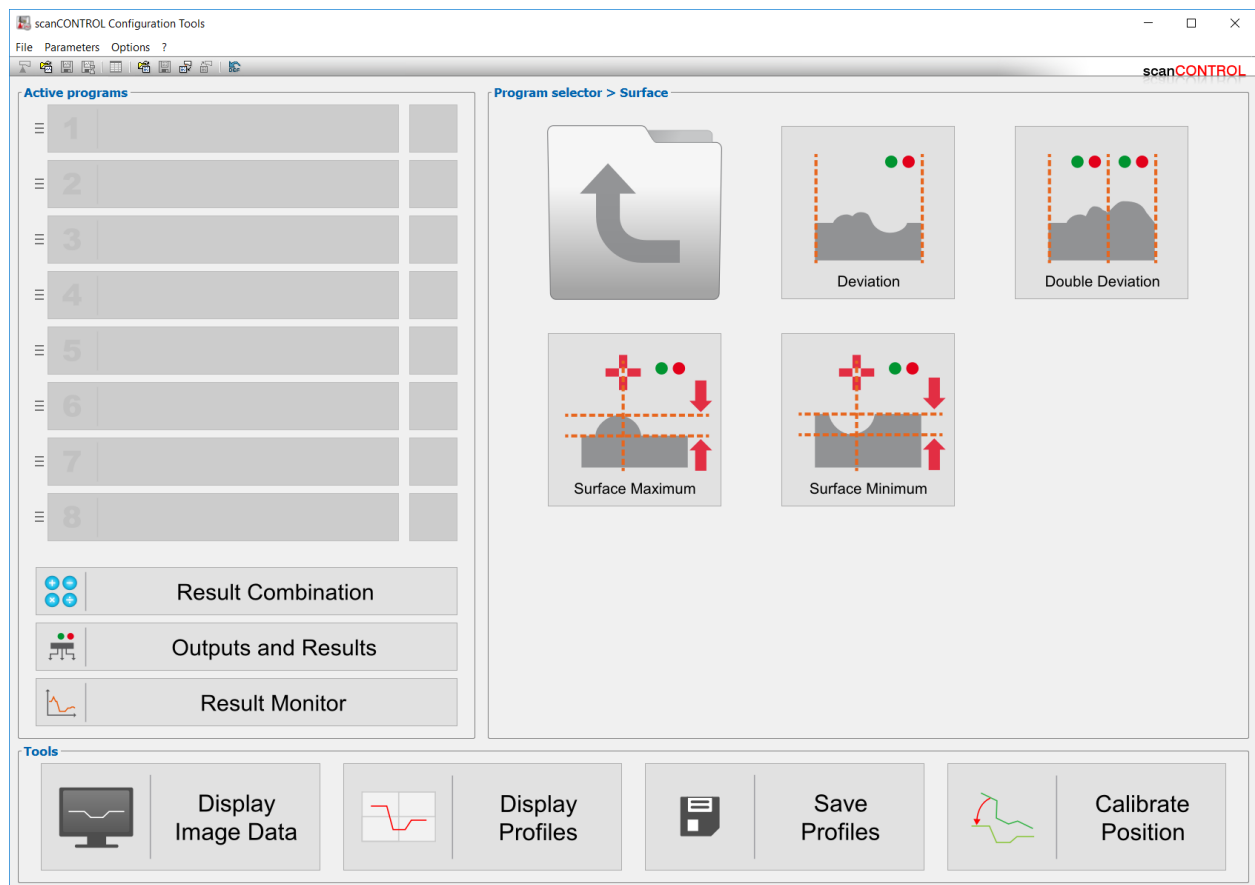 scanCONTROL Configuration Tools
File Parameters Options ?
scanCONTROL
Active programs
1
2
3
4
5
6
7
8
Result Combination
Outputs and Results
Result Monitor
Program selector > Surface
Deviation
Double Deviation
Surface Maximum
Surface Minimum
Tools
Display
Image Data
Display
Profiles
Save
Profiles
Calibrate
Position